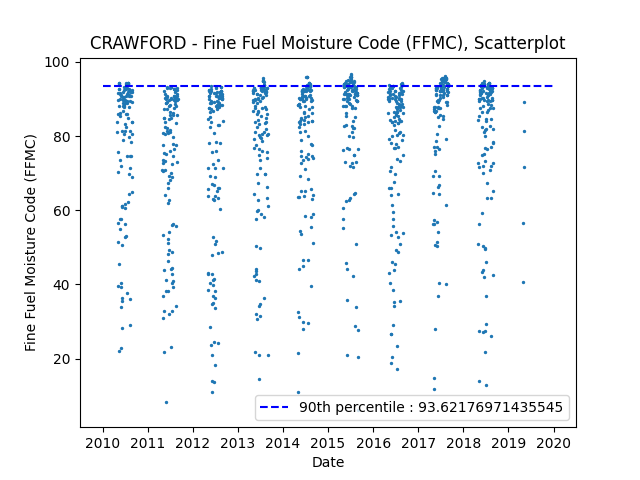 CRAWFORD - Fine Fuel Moisture Code (FFMC), Scatterplot
Fine Fuel Moisture Code (FFMC)
100
80
60
40
20
90th percentile : 93.62176971435545
2010 2011 2012 2013 2014 2015 2016 2017 2018 2019 2020
Date